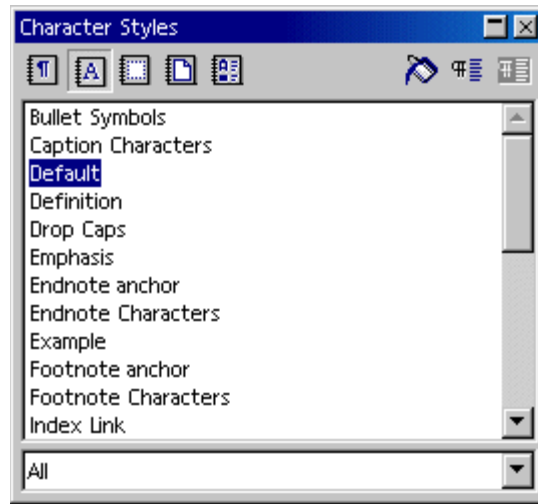 Character Styles
Bullet Symbols
Caption Characters
Default
Definition
Drop Caps
Emphasis
Endnote anchor
Endnote Characters
Example
Footnote anchor
Footnote Characters
Index Link
All